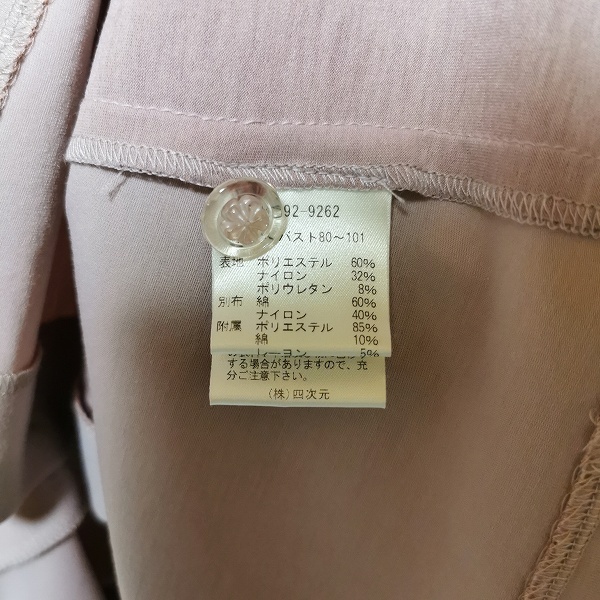 92-9262
バスト80～101
表地 ポリエステル 60%
ナイロン 32%
ポリウレタン 8%
別布 綿 60%
ナイロン 40%
附属 ポリエステル 85%
綿 10%
レーヨン 5%
する場合がありますので、充
分ご注意下さい。
(株)四次元